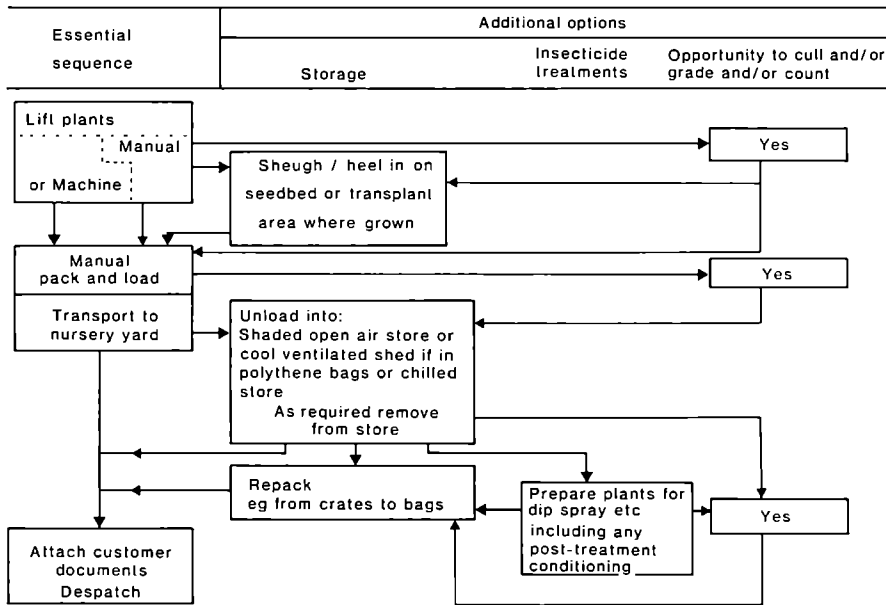 Essential
sequence
Additional options
Storage
Insecticide
treatments
Opportunity to cull and/or
grade and/or count
Lift plants
Manual
or Machine
Yes
Sheugh / heel in on
seedbed or transplant
area where grown
Manual
pack and load
Yes
Transport to
nursery yard
Unload into:
Shaded open air store or
cool ventilated shed if in
polythene bags or chilled
store
As required remove
from store
Repack
eg from crates to bags
Prepare plants for
dip spray etc
including any
post-treatment
conditioning
Yes
Attach customer
documents
Despatch